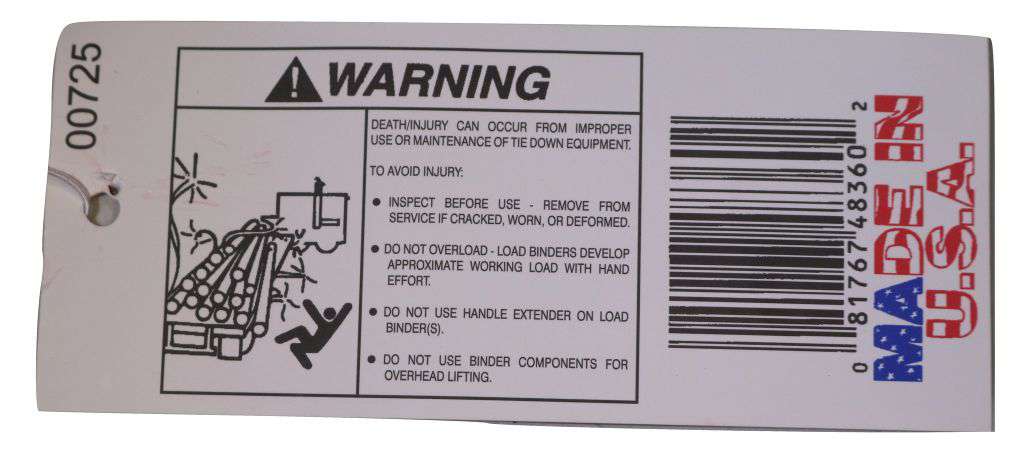 00725
WARNING
DEATH/INJURY CAN OCCUR FROM IMPROPER
USE OR MAINTENANCE OF TIE DOWN EQUIPMENT.
TO AVOID INJURY:
• INSPECT BEFORE USE - REMOVE FROM
SERVICE IF CRACKED, WORN, OR DEFORMED.
• DO NOT OVERLOAD - LOAD BINDERS DEVELOP
APPROXIMATE WORKING LOAD WITH HAND
EFFORT.
• DO NOT USE HANDLE EXTENDER ON LOAD
BINDER(S).
• DO NOT USE BINDER COMPONENTS FOR
OVERHEAD LIFTING.
0 81767 48360 2
MADE IN
U.S.A.